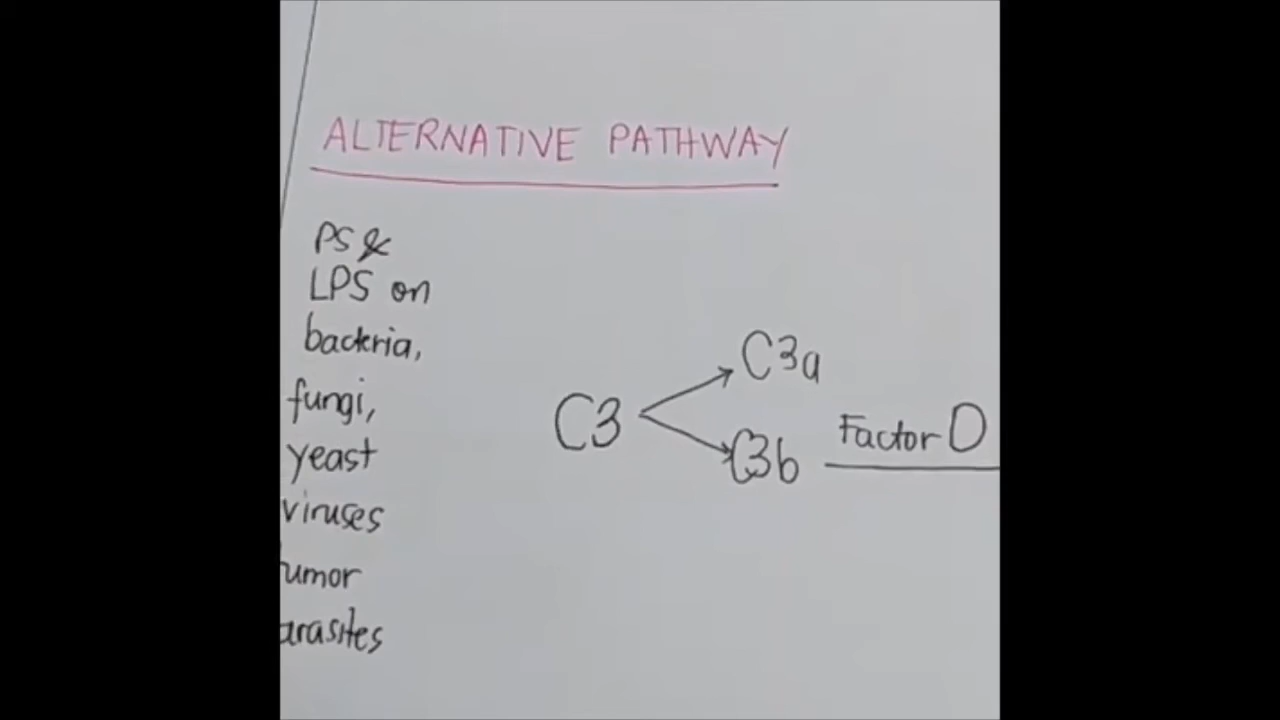 ALTERNATIVE PATHWAY
PS &
LPS on
bacteria,
fungi,
yeast
viruses
umor
arasites
C3
C3a
C3b
Factor D